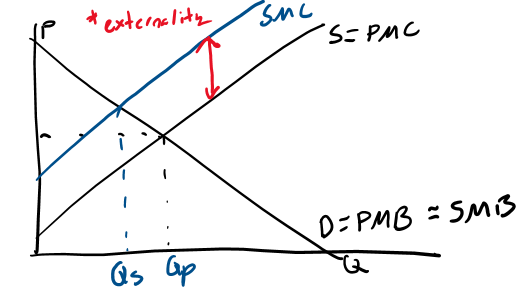 P
* externality
SMC
S=PMC
D=PMB = SMB
Qs
Qp
Q